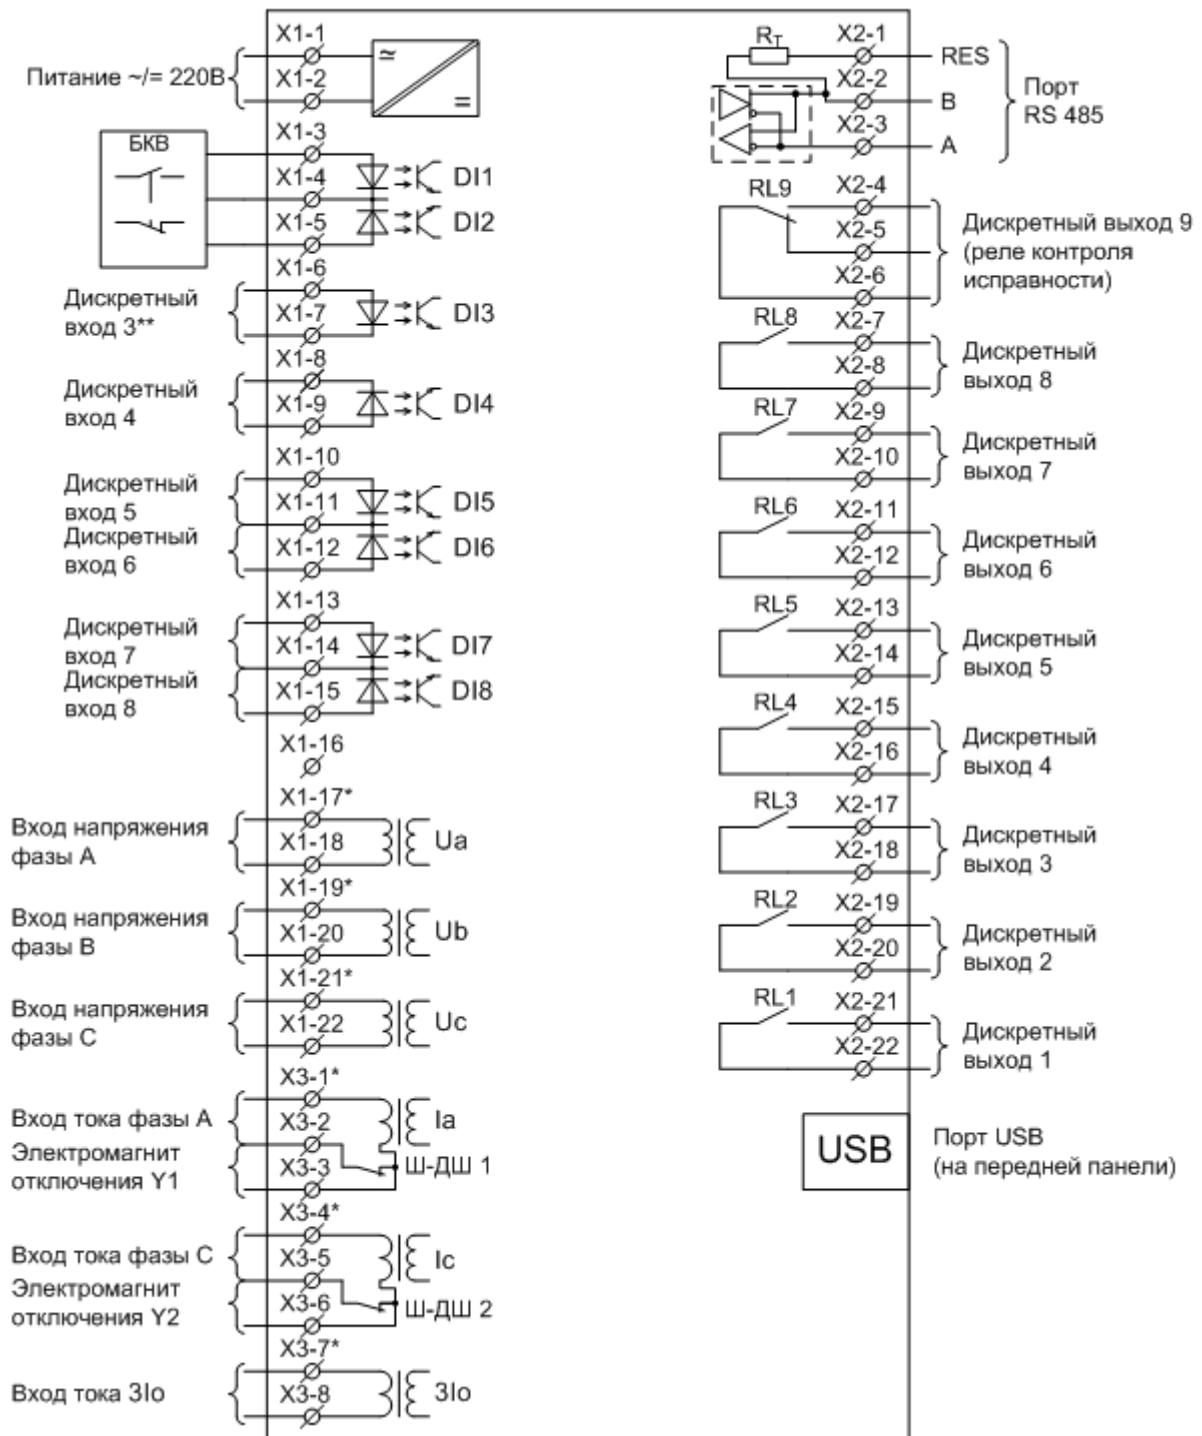 X1-1
X1-2
Питание ~/= 220В
≃
=
X1-3
БКВ
X1-4
DI1
X1-5
DI2
X1-6
Дискретный
вход 3**
X1-7
DI3
X1-8
Дискретный
вход 4
X1-9
DI4
X1-10
Дискретный
вход 5
X1-11
DI5
Дискретный
вход 6
X1-12
DI6
X1-13
Дискретный
вход 7
X1-14
DI7
Дискретный
вход 8
X1-15
DI8
X1-16
X1-17*
Вход напряжения
фазы А
X1-18
Ua
X1-19*
Вход напряжения
фазы В
X1-20
Ub
X1-21*
Вход напряжения
фазы С
X1-22
Uc
X3-1*
Вход тока фазы А
X3-2
Ia
Электромагнит
отключения Y1
X3-3
Ш-ДШ 1
X3-4*
Вход тока фазы С
X3-5
Ic
Электромагнит
отключения Y2
X3-6
Ш-ДШ 2
X3-7*
Вход тока 3Io
X3-8
3Io
RT
X2-1
RES
X2-2
B
X2-3
A
Порт
RS 485
RL9
X2-4
X2-5
X2-6
Дискретный выход 9
(реле контроля
исправности)
RL8
X2-7
X2-8
Дискретный
выход 8
RL7
X2-9
X2-10
Дискретный
выход 7
RL6
X2-11
X2-12
Дискретный
выход 6
RL5
X2-13
X2-14
Дискретный
выход 5
RL4
X2-15
X2-16
Дискретный
выход 4
RL3
X2-17
X2-18
Дискретный
выход 3
RL2
X2-19
X2-20
Дискретный
выход 2
RL1
X2-21
X2-22
Дискретный
выход 1
USB
Порт USB
(на передней панели)